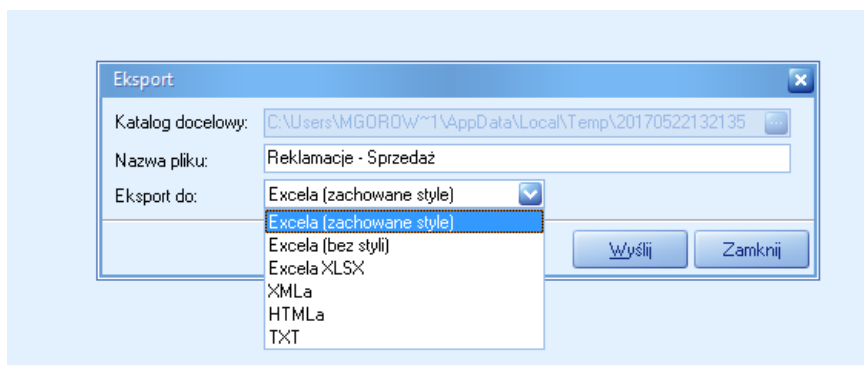 Eksport
Katalog docelowy: C:\Users\MGOROW~1\AppData\Local\Temp\20170522132135 ...
Nazwa pliku: Reklamacje - Sprzedaż
Eksport do: Excela (zachowane style)
Excela (zachowane style)
Excela (bez styli)
Excela XLSX
XMLa
HTMLa
TXT
Wyślij Zamknij